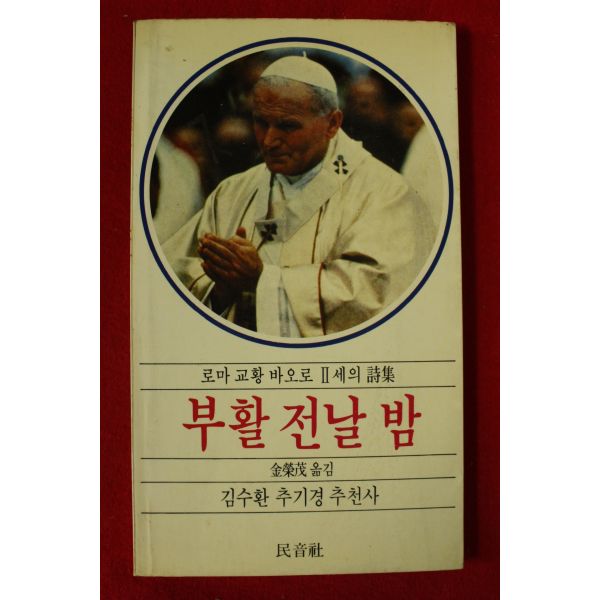 로마 교황 바오로 Ⅱ세의 詩集
부활 전날 밤
金榮茂 옮김
김수환 추기경 추천사
民音社